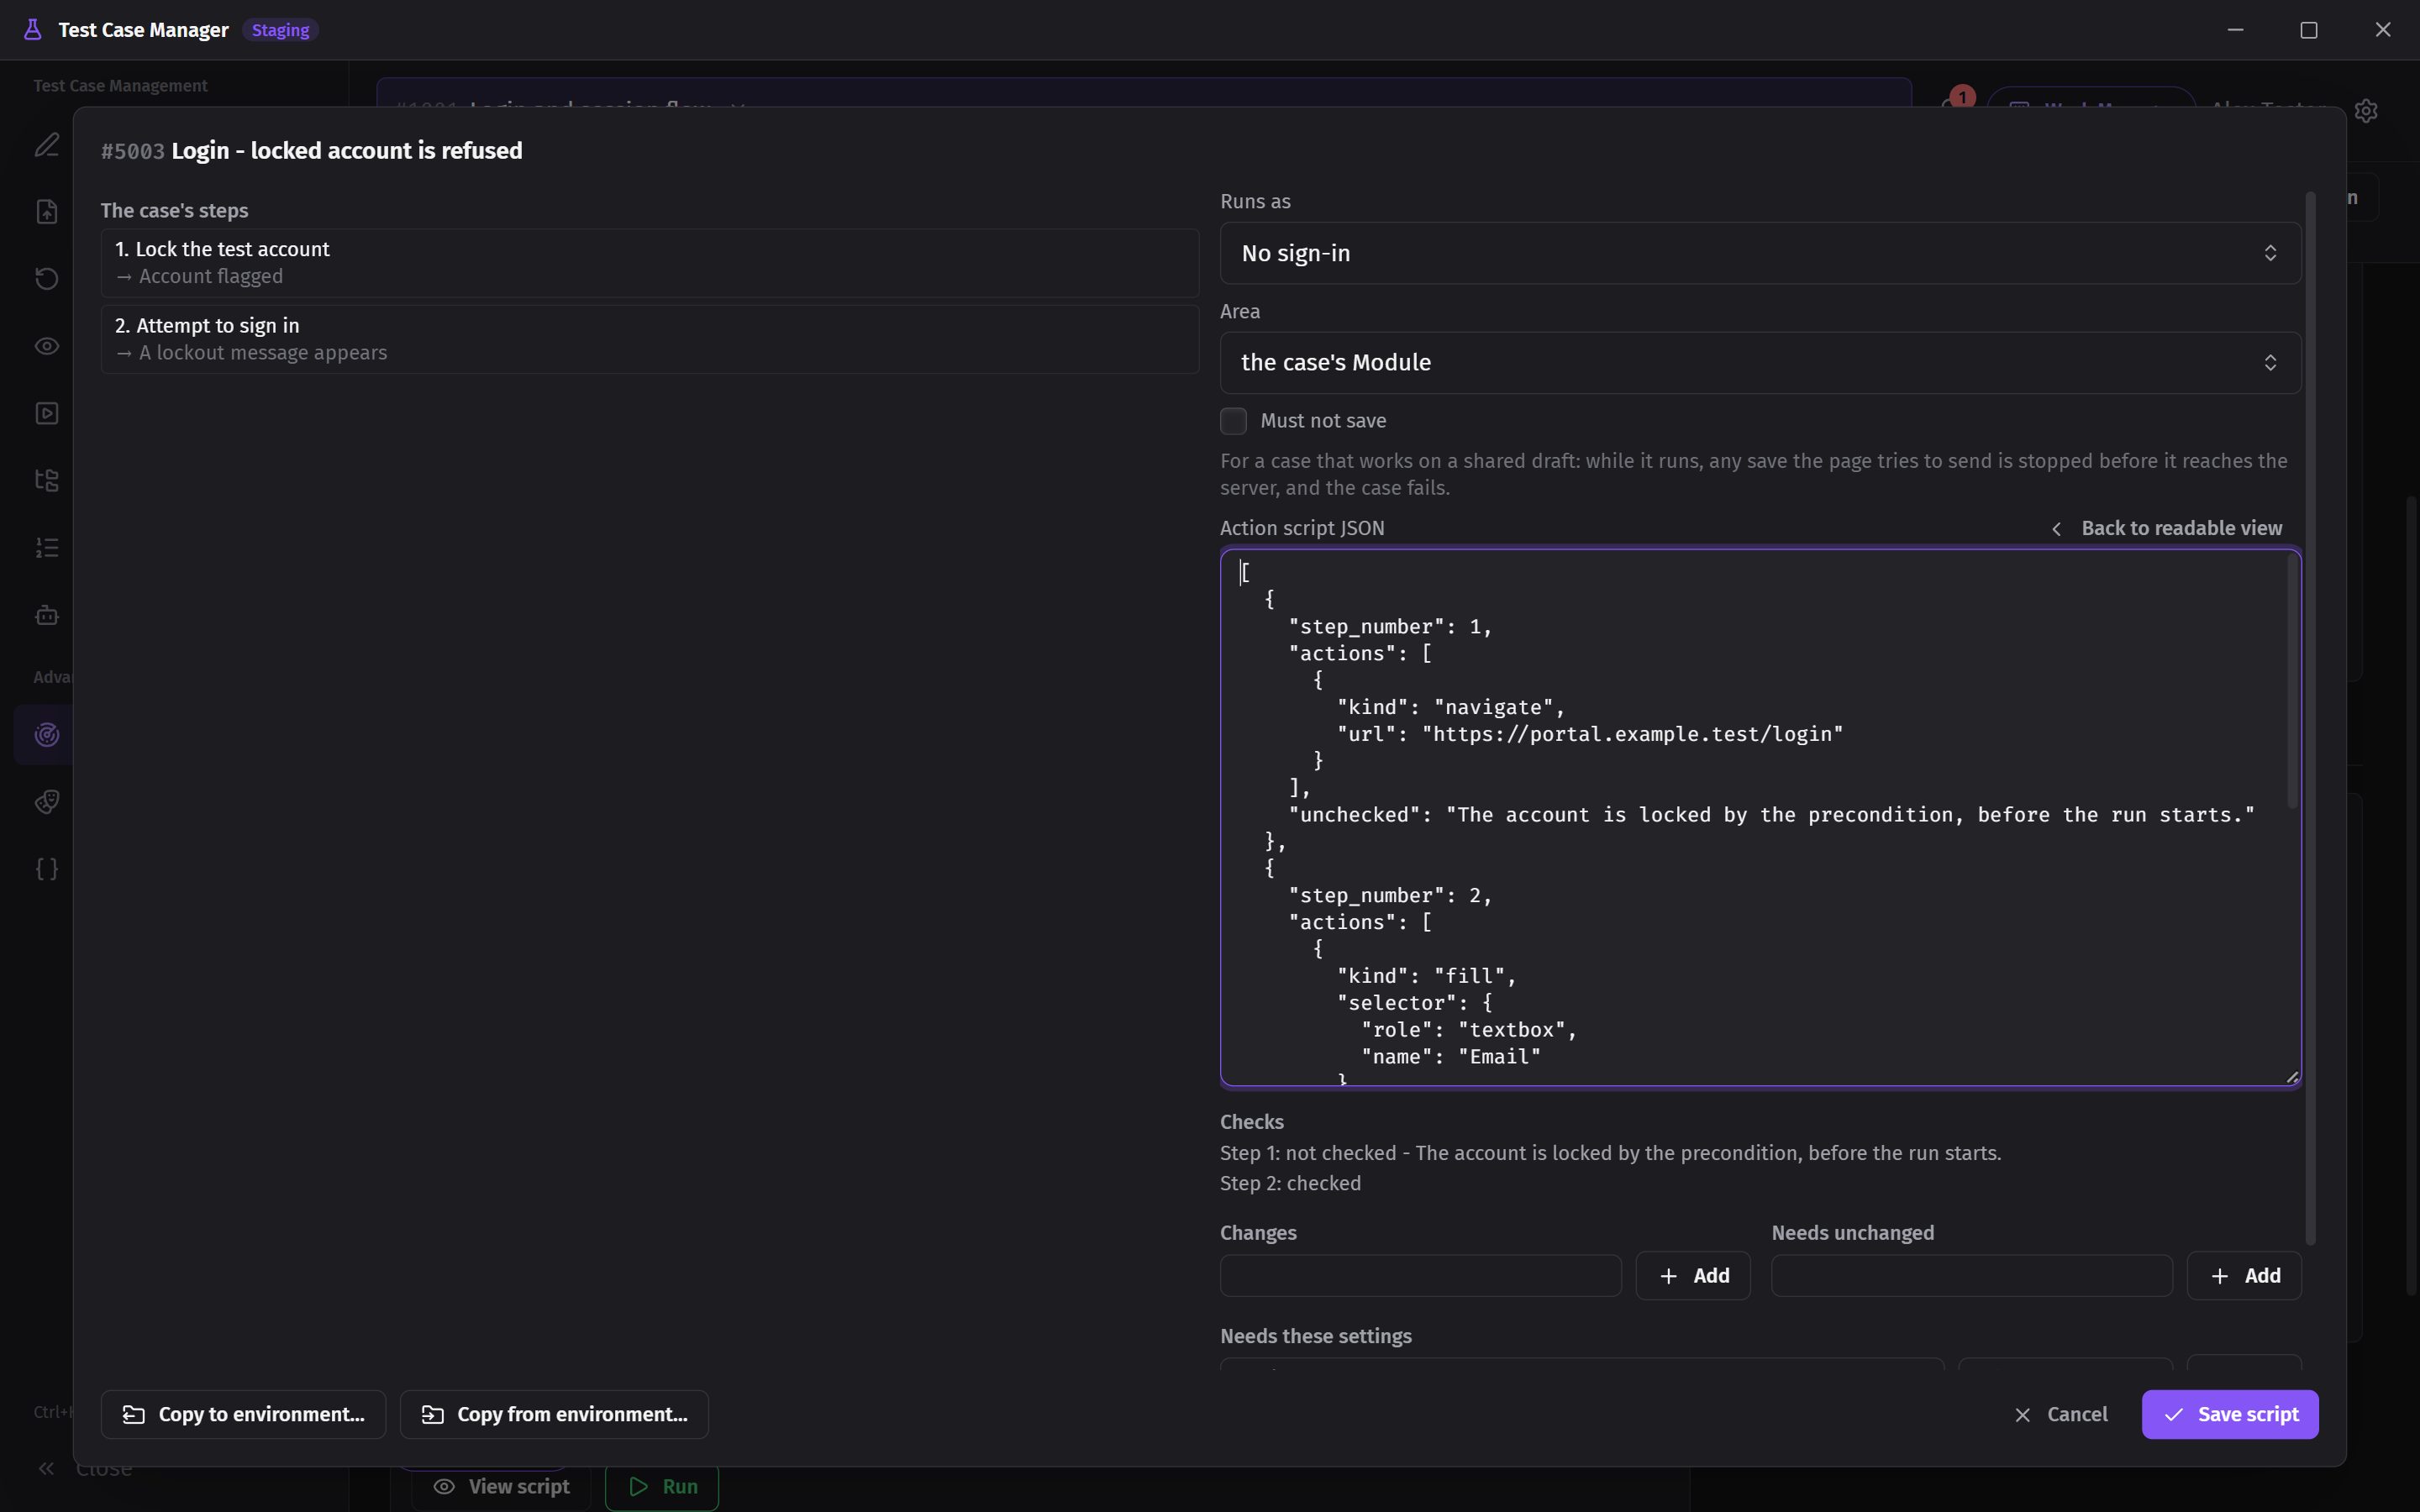 Test Case Manager Staging
Test Case Management
1
#5003 Login - locked account is refused
The case's steps
1. Lock the test account
→ Account flagged
2. Attempt to sign in
→ A lockout message appears
Runs as
No sign-in
Area
the case's Module
Must not save
For a case that works on a shared draft: while it runs, any save the page tries to send is stopped before it reaches the
server, and the case fails.
Action script JSON
Back to readable view
[
  {
    "step_number": 1,
    "actions": [
      {
        "kind": "navigate",
        "url": "https://portal.example.test/login"
      }
    ],
    "unchecked": "The account is locked by the precondition, before the run starts."
  },
  {
    "step_number": 2,
    "actions": [
      {
        "kind": "fill",
        "selector": {
          "role": "textbox",
          "name": "Email"
        }
Checks
Step 1: not checked - The account is locked by the precondition, before the run starts.
Step 2: checked
Changes
Add
Needs unchanged
Add
Needs these settings
Copy to environment...
Copy from environment...
Cancel
Save script
Close
View script
Run